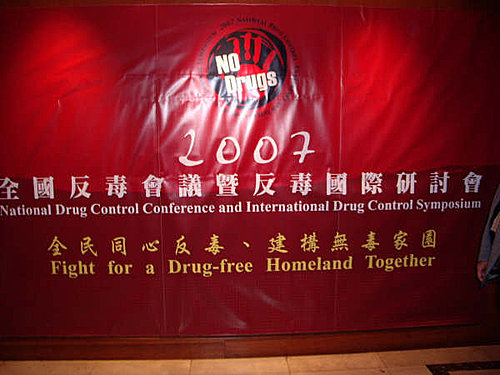 NO
Drugs
2007
全國反毒會議暨反毒國際研討會
National Drug Control Conference and International Drug Control Symposium
全民同心反毒、建構無毒家園
Fight for a Drug-free Homeland Together